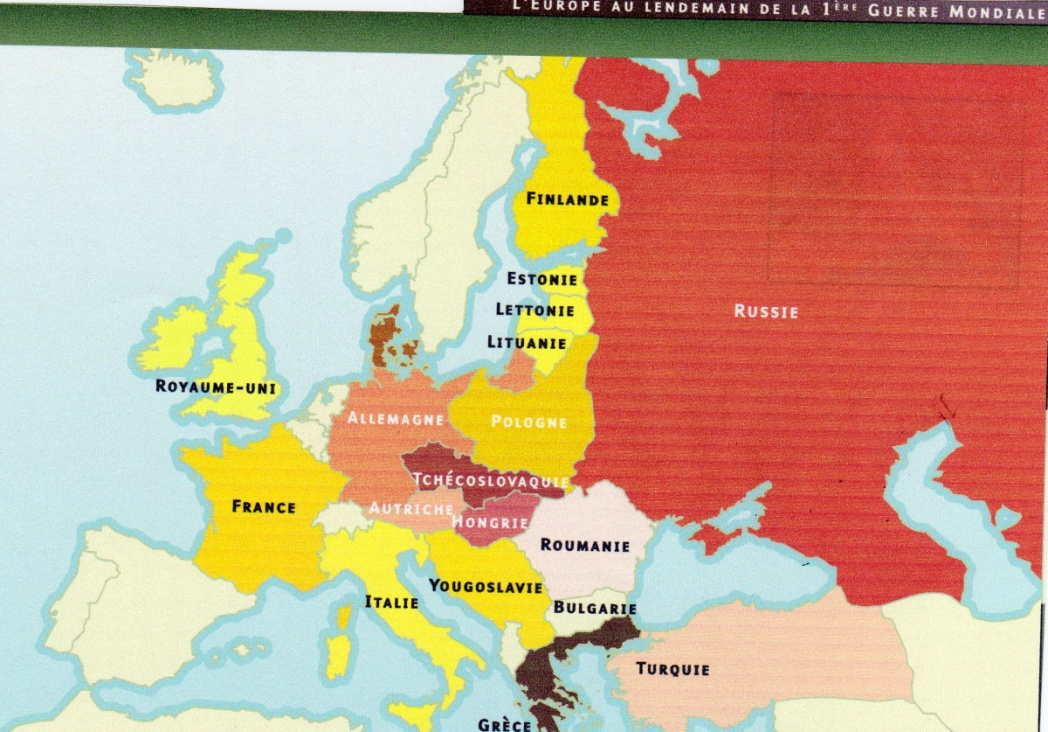 L'EUROPE AU LENDEMAIN DE LA 1ÈRE GUERRE MONDIALE
FINLANDE
ESTONIE
LETTONIE
RUSSIE
LITUANIE
ROYAUME-UNI
ALLEMAGNE
POLOGNE
TCHÉCOSLOVAQUIE
FRANCE
AUTRICHE
HONGRIE
ROUMANIE
YOUGOSLAVIE
ITALIE
BULGARIE
TURQUIE
GRÈCE